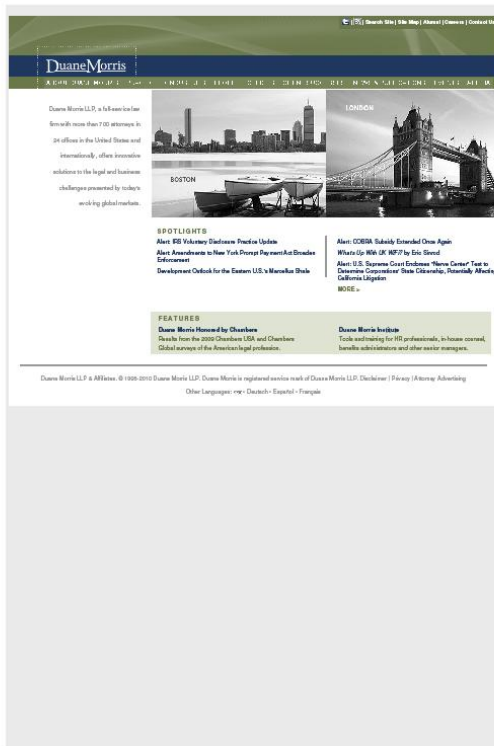 Search Site | Site Map | Alumni | Careers | Contact Us
DuaneMorris
Duane Morris LLP, a full-service law
firm with more than 700 attorneys in
24 offices in the United States and
internationally, offers innovative
solutions to the legal and business
challenges presented by today's
evolving global markets.
BOSTON
LONDON
SPOTLIGHTS
Alert: IRS Voluntary Disclosure Practice Update
Alert: Amendments to New York Prompt Payment Act Broaden
Enforcement
Development Outlook for the Eastern U.S.'s Marcellus Shale
Alert: COBRA Subsidy Extended Once Again
Whats Up With UK WiFi? by Eric Sinrod
Alert: U.S. Supreme Court Endorses "Nerve Center" Test to
Determine Corporations' State Citizenship, Potentially Affecting
California Litigation
MORE »
FEATURES
Duane Morris Honored by Chambers
Results from the 2009 Chambers USA and Chambers
Global surveys of the American legal profession.
Duane Morris Institute
Tools and training for HR professionals, in-house counsel,
benefits administrators and other senior managers.
Duane Morris LLP & Affiliates. © 1998-2010 Duane Morris LLP. Duane Morris is registered service mark of Duane Morris LLP. Disclaimer | Privacy | Attorney Advertising
Other Languages: • Deutsch • Español • Français